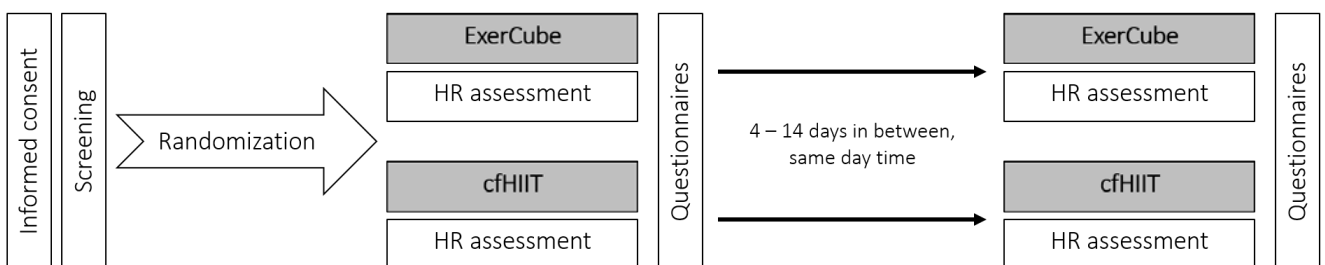 Informed consent
Screening
Randomization
ExerCube
HR assessment
cfHIIT
HR assessment
Questionnaires
4 – 14 days in between,
same day time
ExerCube
HR assessment
cfHIIT
HR assessment
Questionnaires